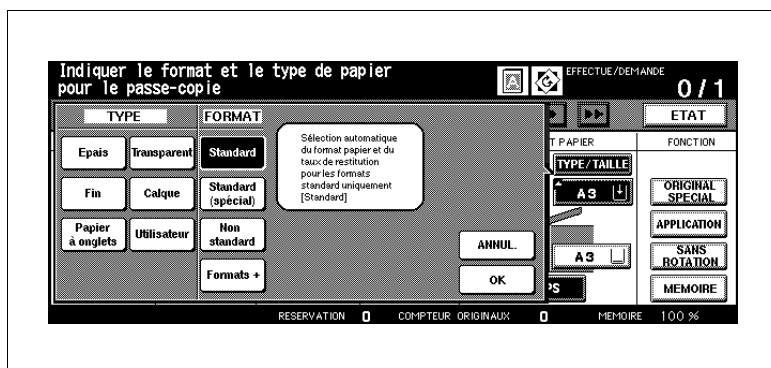 Indiquer le format et le type de papier
pour le passe-copie
EFFECTUE/DEMANDE
0/1
TYPE
FORMAT
ETAT
Epais
Transparent
Standard
Sélection automatique
du format papier et du
taux de restitution
pour les formats
standard uniquement
[Standard]
T PAPIER
FONCTION
TYPE/TAILLE
Fin
Calque
Standard
(spécial)
A3
ORIGINAL
SPECIAL
Papier
à onglets
Utilisateur
Non
standard
APPLICATION
ANNUL.
A3
SANS
ROTATION
Formats +
OK
PS
MEMOIRE
RESERVATION 0 COMPTEUR ORIGINAUX 0 MEMOIRE 100 %